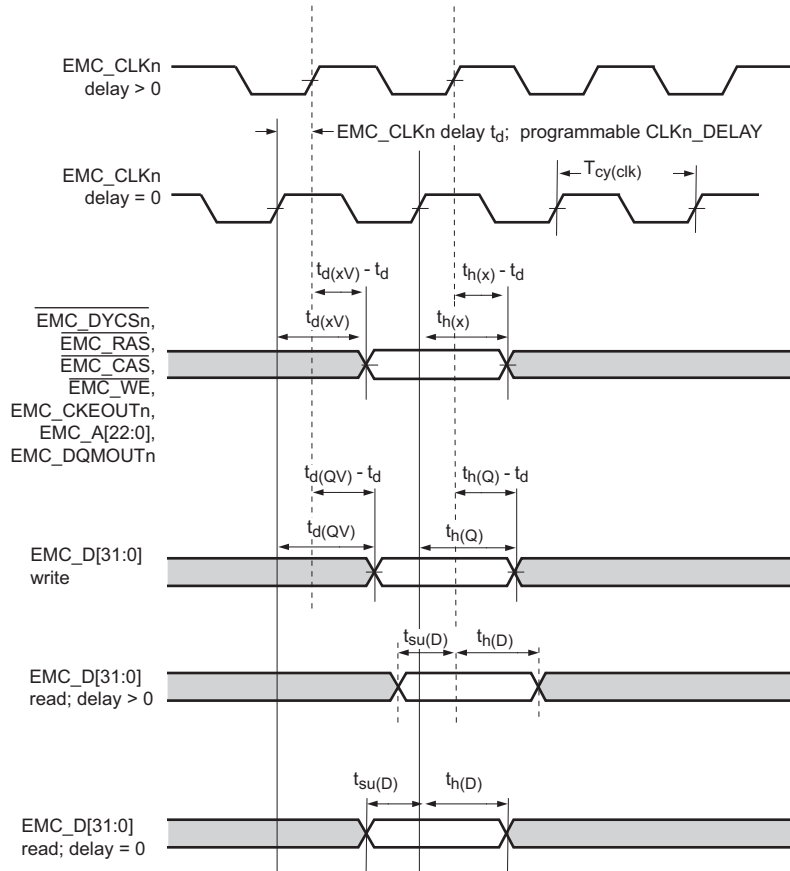 EMC_CLKn
delay > 0
EMC_CLKn delay td; programmable CLKn_DELAY
EMC_CLKn
delay = 0
Tcy(clk)
td(xV) - td
th(x) - td
td(xV)
th(x)
EMC_DYCSn,
EMC_RAS,
EMC_CAS,
EMC_WE,
EMC_CKEOUTn,
EMC_A[22:0],
EMC_DQMOUTn
td(QV) - td
th(Q) - td
td(QV)
th(Q)
EMC_D[31:0]
write
tsu(D)
th(D)
EMC_D[31:0]
read; delay > 0
tsu(D)
th(D)
EMC_D[31:0]
read; delay = 0